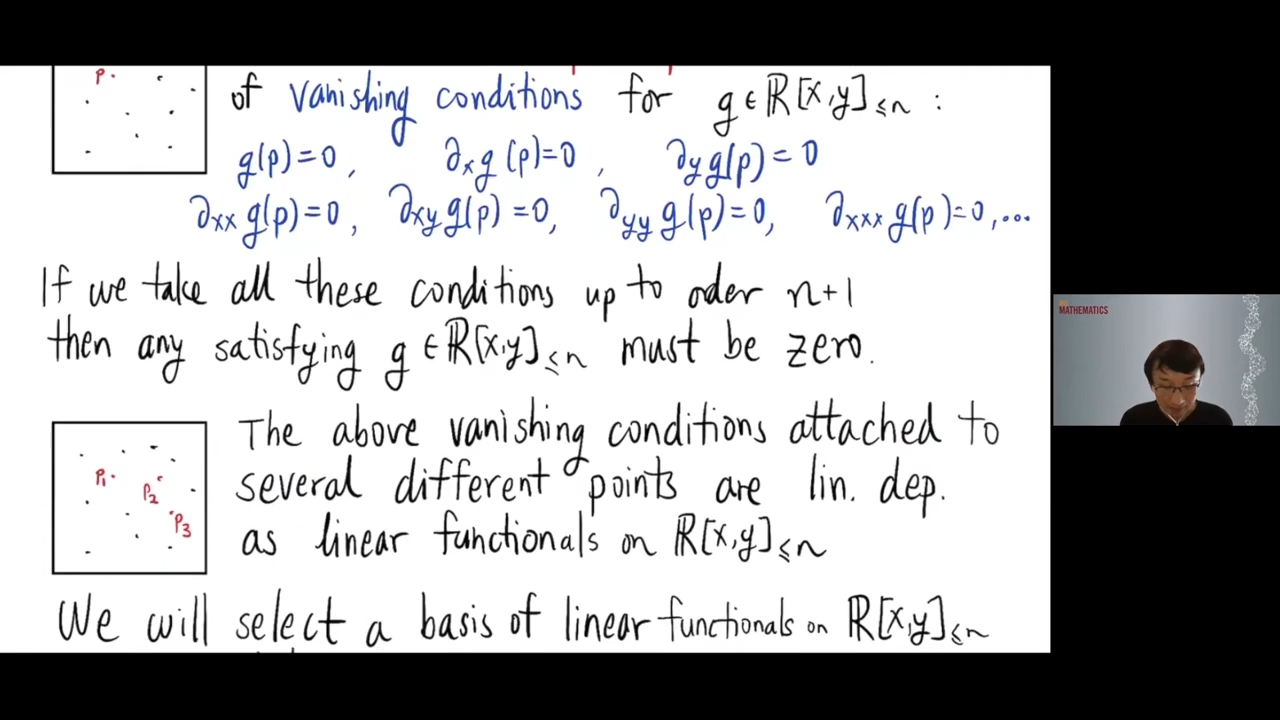 p
of vanishing conditions for g ∈ ℝ[x,y]≤n :
g(p)=0, ∂x g(p)=0, ∂y g(p)=0
∂xx g(p)=0, ∂xy g(p)=0, ∂yy g(p)=0, ∂xxx g(p)=0, ...
If we take all these conditions up to order n+1
then any satisfying g ∈ ℝ[x,y]≤n must be zero.
MATHEMATICS
The above vanishing conditions attached to
p1 p2 several different points are lin. dep.
p3 as linear functionals on ℝ[x,y]≤n
We will select a basis of linear functionals on ℝ[x,y]≤n